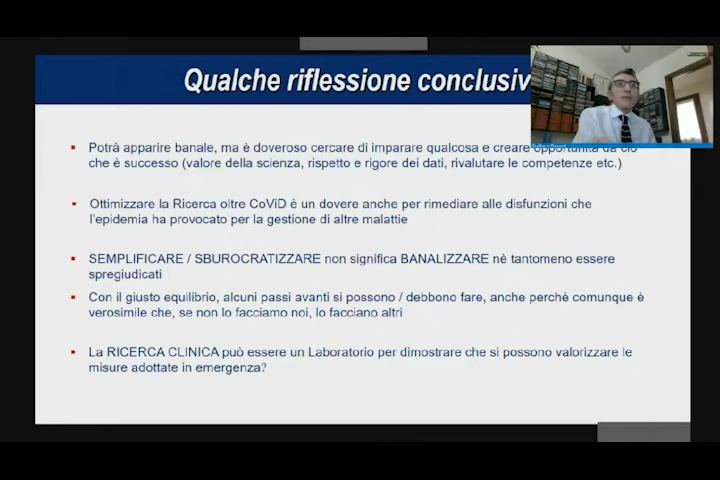 Qualche riflessione conclusiv
▪ Potrà apparire banale, ma è doveroso cercare di imparare qualcosa e creare opportunità da ciò
che è successo (valore della scienza, rispetto e rigore dei dati, rivalutare le competenze etc.)
▪ Ottimizzare la Ricerca oltre CoViD è un dovere anche per rimediare alle disfunzioni che
l'epidemia ha provocato per la gestione di altre malattie
▪ SEMPLIFICARE / SBUROCRATIZZARE non significa BANALIZZARE nè tantomeno essere
spregiudicati
▪ Con il giusto equilibrio, alcuni passi avanti si possono / debbono fare, anche perchè comunque è
verosimile che, se non lo facciamo noi, lo facciano altri
▪ La RICERCA CLINICA può essere un Laboratorio per dimostrare che si possono valorizzare le
misure adottate in emergenza?